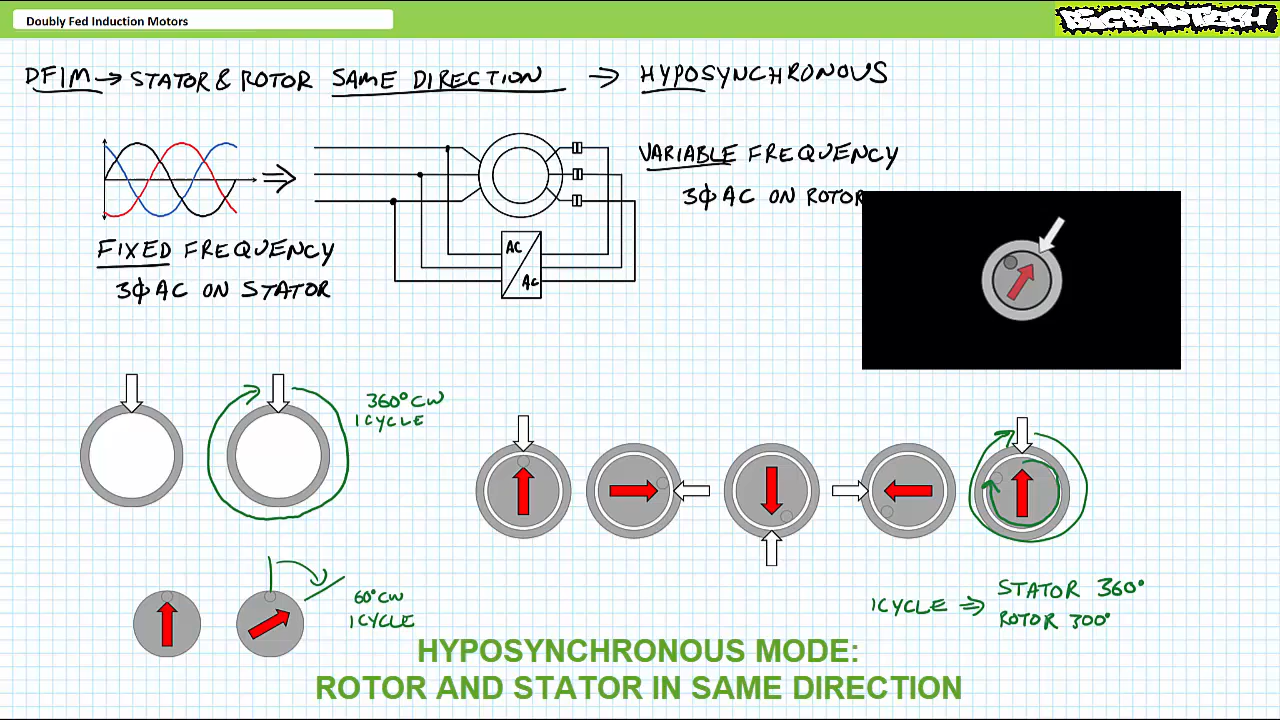 Doubly Fed Induction Motors
BIGBADTECH
DFIM → STATOR & ROTOR SAME DIRECTION → HYPOSYNCHRONOUS
VARIABLE FREQUENCY
3φ AC ON ROTOR
FIXED FREQUENCY
3φ AC ON STATOR
AC
AC
360° CW
1 CYCLE
60° CW
1 CYCLE
1 CYCLE ⇒ STATOR 360°
ROTOR 300°
HYPOSYNCHRONOUS MODE:
ROTOR AND STATOR IN SAME DIRECTION